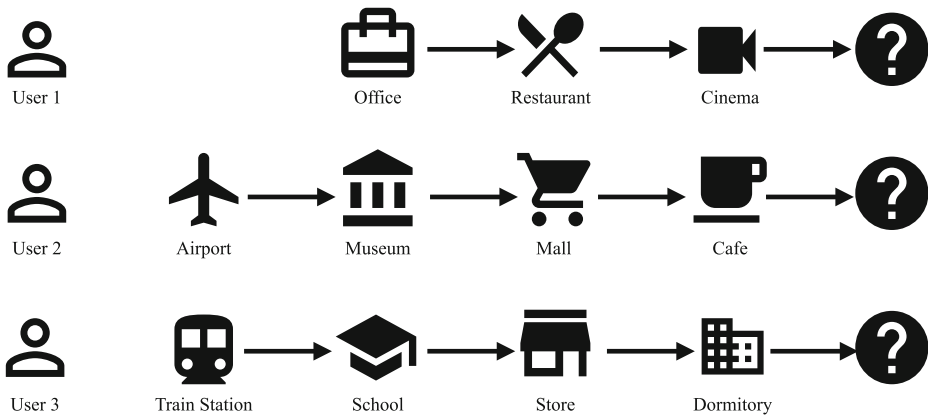 User 1
Office
Restaurant
Cinema
?
User 2
Airport
Museum
Mall
Cafe
?
User 3
Train Station
School
Store
Dormitory
?